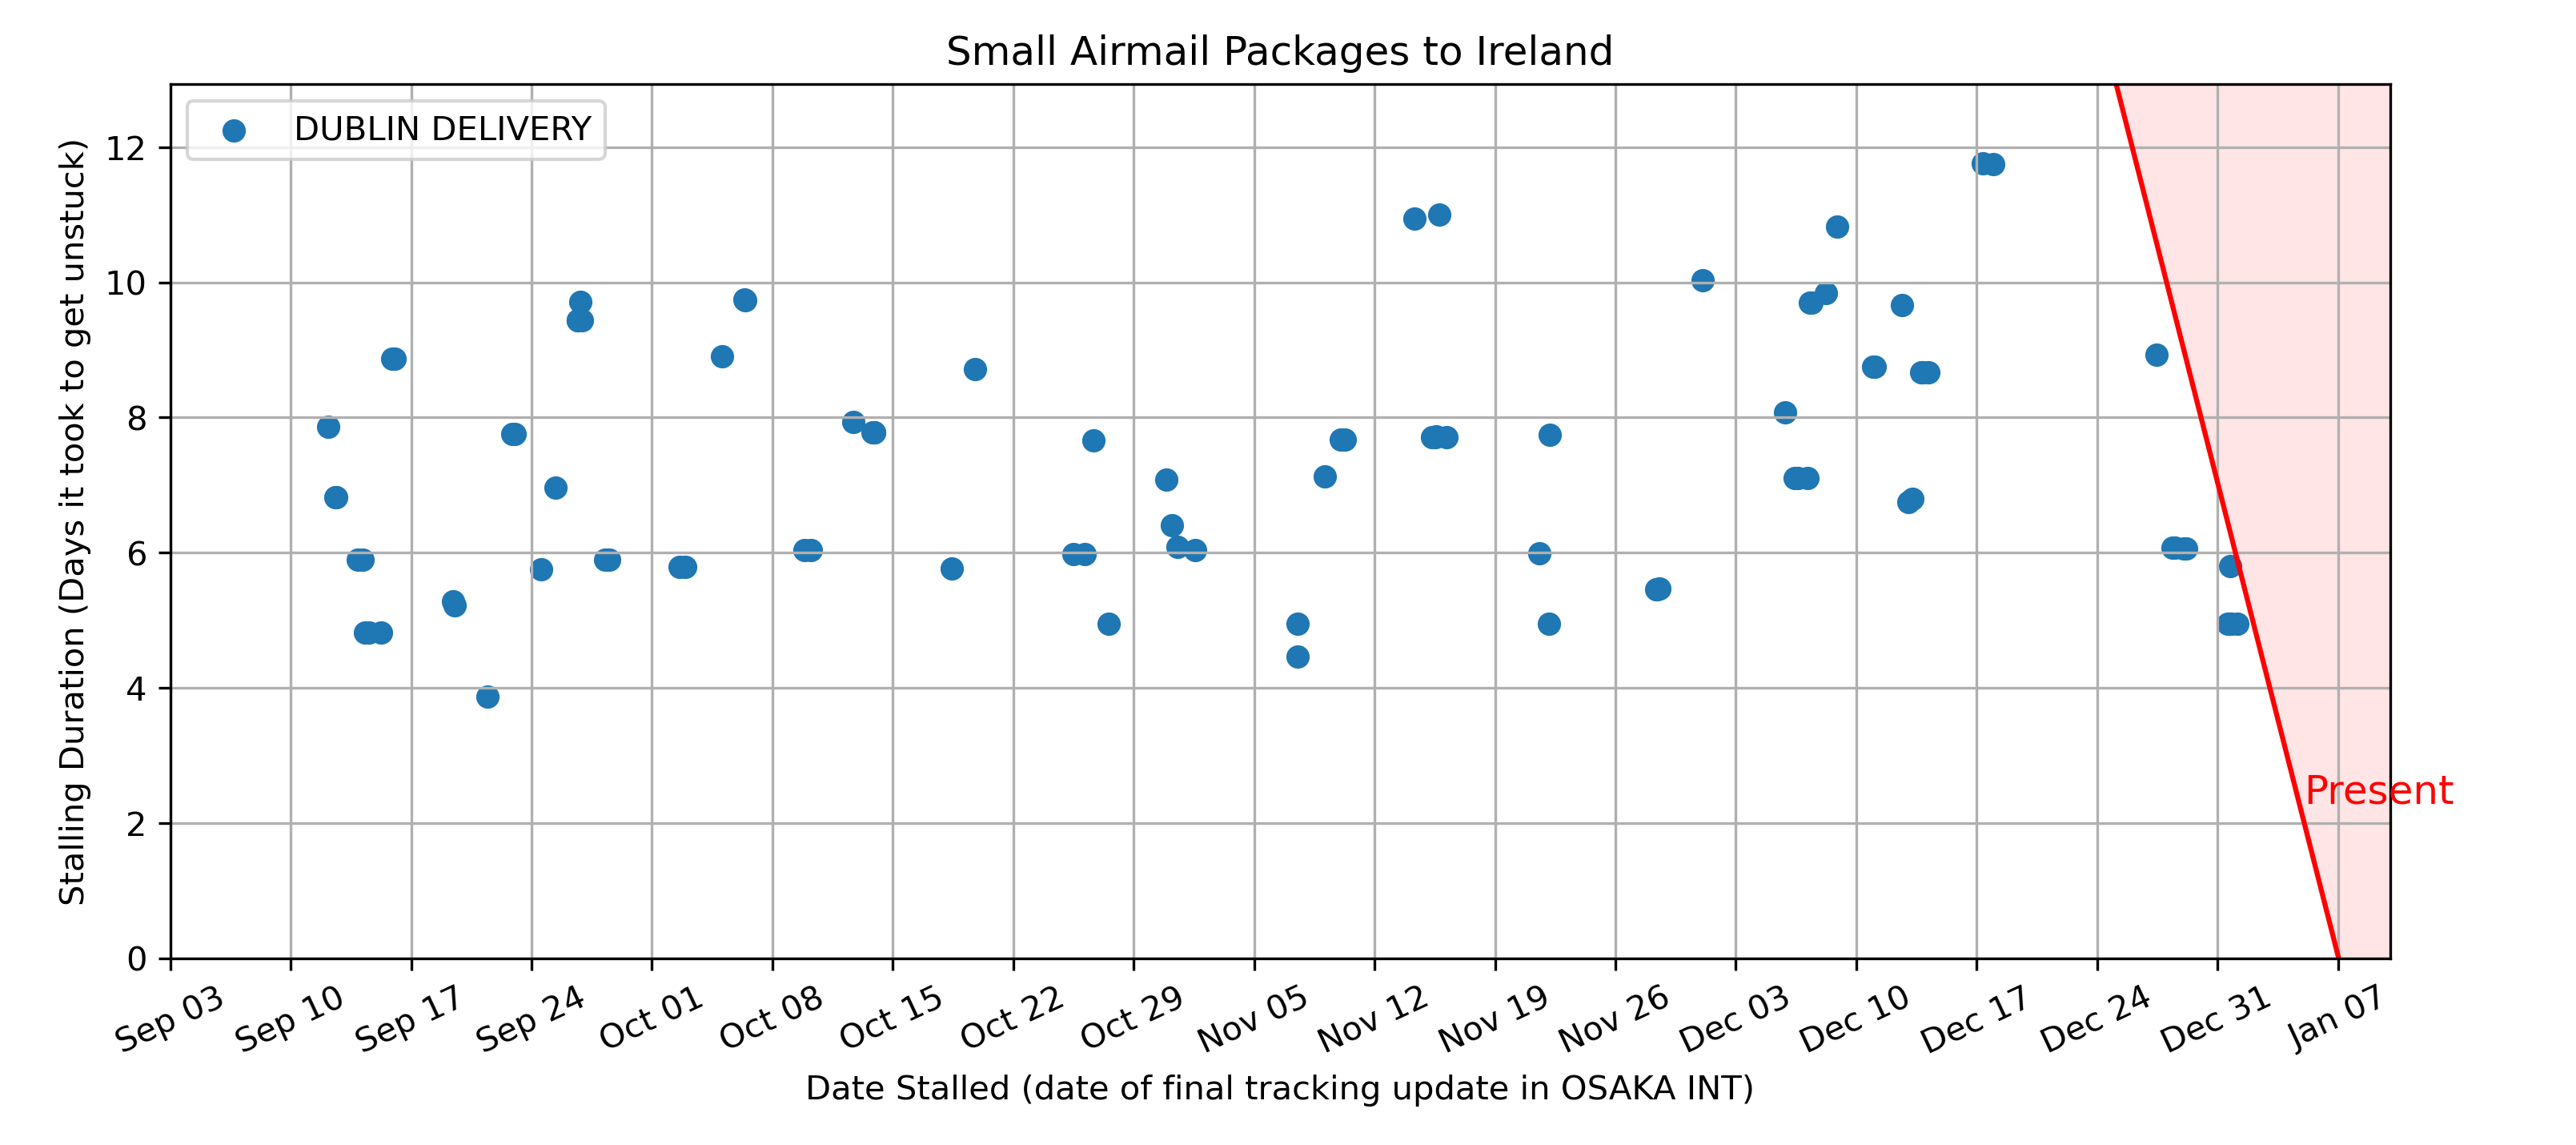 Small Airmail Packages to Ireland
DUBLIN DELIVERY
Stalling Duration (Days it took to get unstuck)
12
10
8
6
4
2
0
Present
Sep 03
Sep 10
Sep 17
Sep 24
Oct 01
Oct 08
Oct 15
Oct 22
Oct 29
Nov 05
Nov 12
Nov 19
Nov 26
Dec 03
Dec 10
Dec 17
Dec 24
Dec 31
Jan 07
Date Stalled (date of final tracking update in OSAKA INT)